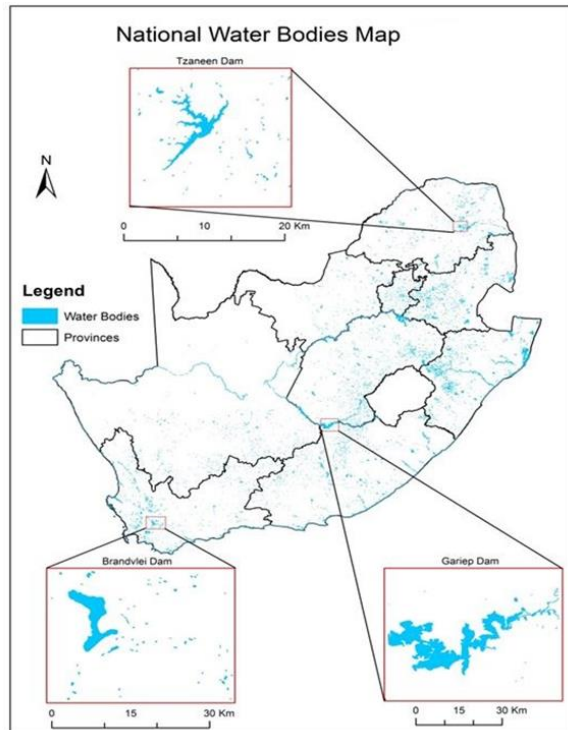 National Water Bodies Map
Tzaneen Dam
N
0 10 20 Km
Legend
Water Bodies
Provinces
Brandvlei Dam
Gariep Dam
0 15 30 Km
0 15 30 Km